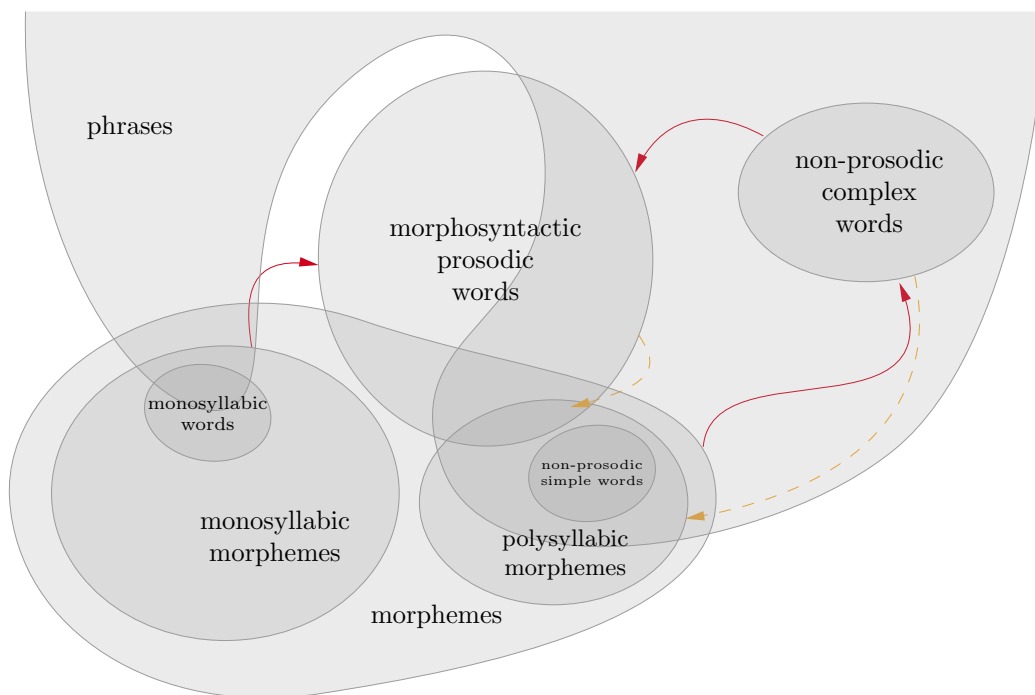 phrases
non-prosodic
complex
words
morphosyntactic
prosodic
words
monosyllabic
words
non-prosodic
simple words
monosyllabic
morphemes
polysyllabic
morphemes
morphemes